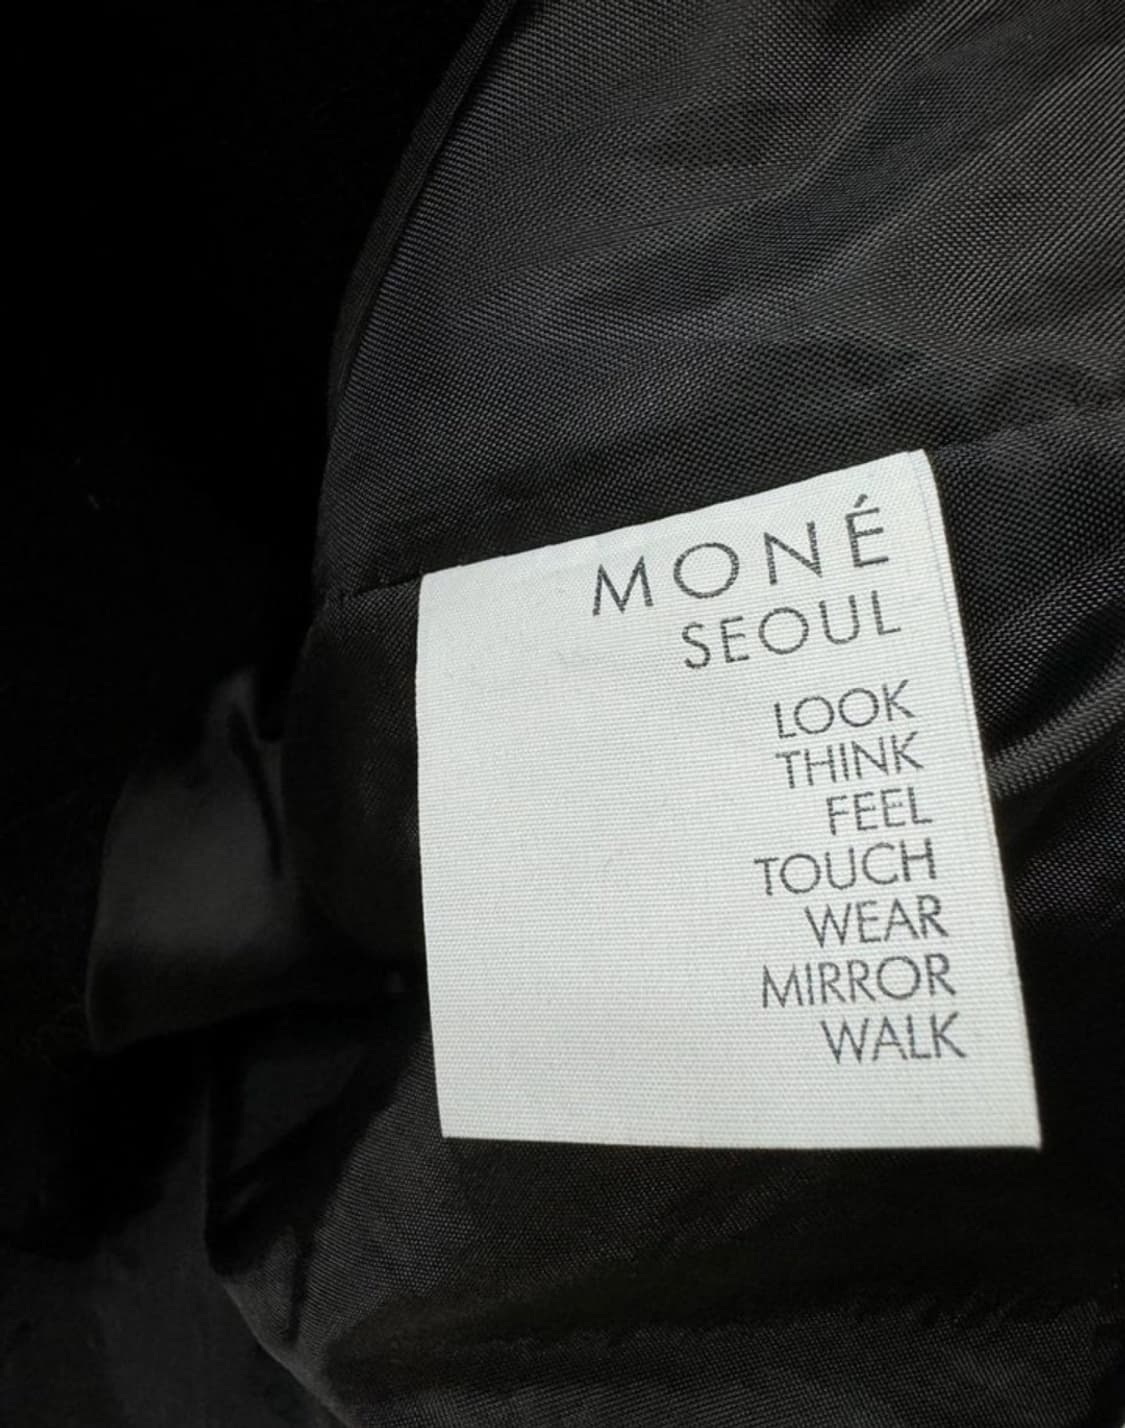 MONÉ
SEOUL
LOOK
THINK
FEEL
TOUCH
WEAR
MIRROR
WALK